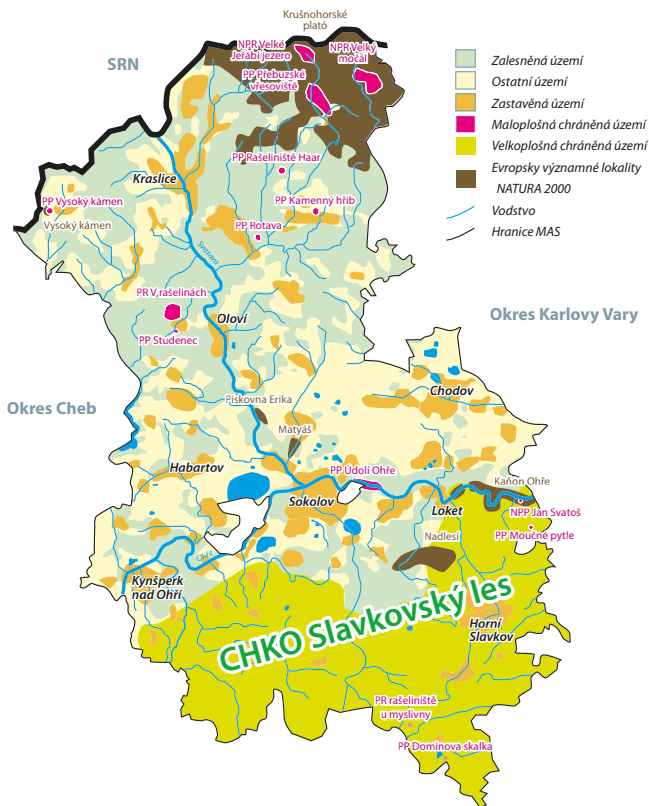 Krušnohorské
plató
SRN
NPR Velké
Jeřábí jezero
NPR Velký
močál
PP Přebuzské
vřesoviště
Zalesněná území
Ostatní území
Zastavěná území
Maloplošná chráněná území
Velkoplošná chráněná území
Evropsky významné lokality
NATURA 2000
Vodstvo
Hranice MAS
PP Rašeliniště Haar
Kraslice
PP Vysoký kámen
Vysoký kámen
PP Kamenný hřib
PP Rotava
Svatava
PR V rašelinách
Oloví
PP Studenec
Okres Karlovy Vary
Okres Cheb
Chodov
Pískovna Erika
Matyáš
Habartov
PP Údolí Ohře
Sokolov
Kaňon Ohře
Loket
NPP Jan Svatoš
PP Moučné pytle
Nadlesí
Ohře
Kynšperk
nad Ohří
CHKO Slavkovský les
Horní
Slavkov
PR rašeliniště
u myslivny
PP Dominova skalka